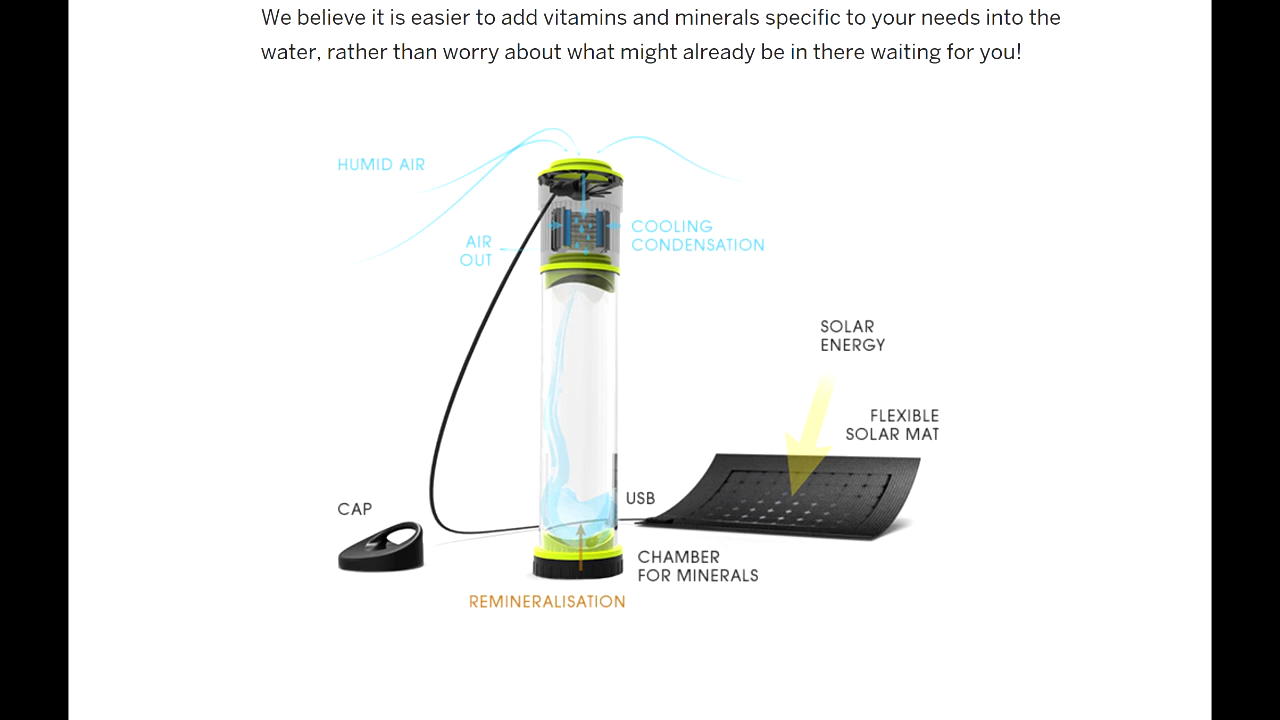 We believe it is easier to add vitamins and minerals specific to your needs into the
water, rather than worry about what might already be in there waiting for you!
HUMID AIR
COOLING
CONDENSATION
AIR
OUT
SOLAR
ENERGY
FLEXIBLE
SOLAR MAT
USB
CAP
CHAMBER
FOR MINERALS
REMINERALISATION